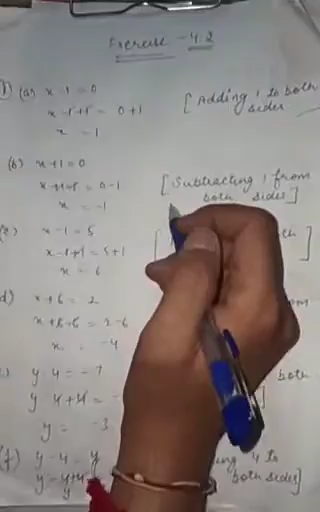 Exercise - 4.2
1) (a) x - 1 = 0 [Adding 1 to both
x - 1 + 1 = 0 + 1 sides
x = 1
(b) x + 1 = 0
x + 1 - 1 = 0 - 1 [Subtracting 1 from
x = -1 both sides]
(c) x - 1 = 5
x - 1 + 1 = 5 + 1
x = 6
d) x + 6 = 2
x + 6 - 6 = 2 - 6
x = -4
y - 4 = -7 both
y - 4 + 4 = -
y = -3
(f) y - 4 = 4
y - 4 + 4 4 to
both sides]